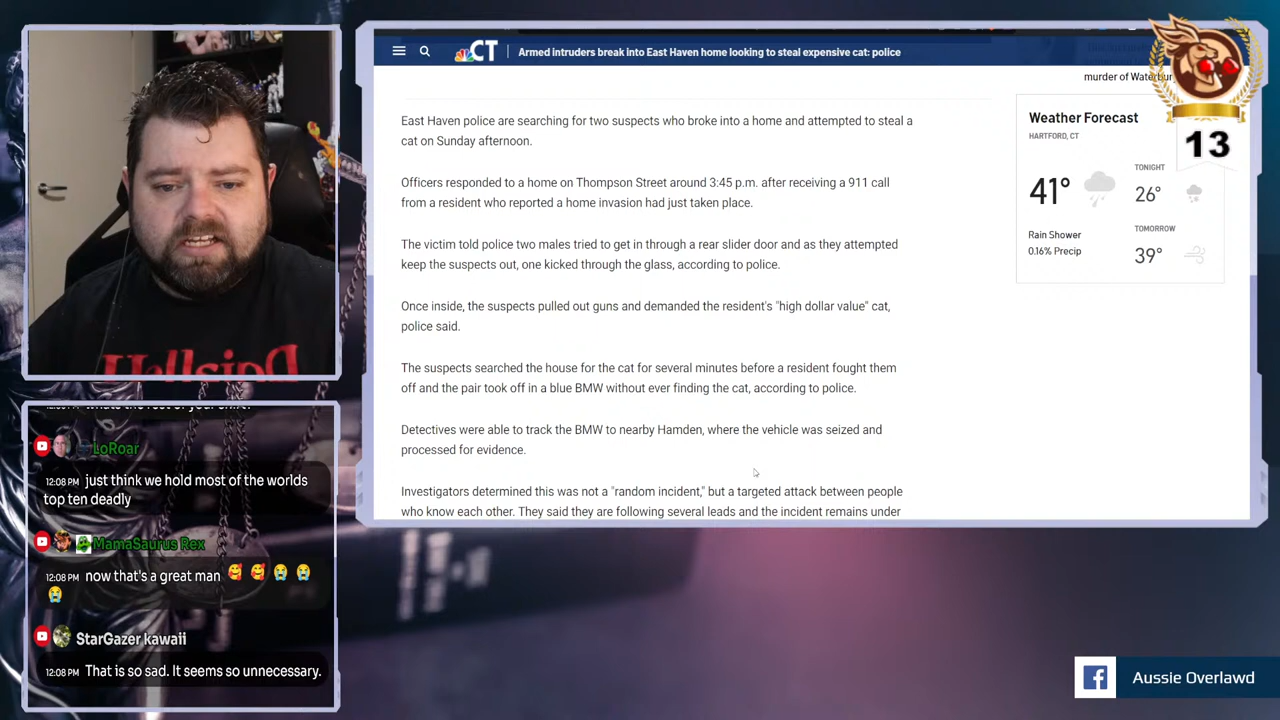 CT
Armed intruders break into East Haven home looking to steal expensive cat: police
murder of
East Haven police are searching for two suspects who broke into a home and attempted to steal a
cat on Sunday afternoon.
Officers responded to a home on Thompson Street around 3:45 p.m. after receiving a 911 call
from a resident who reported a home invasion had just taken place.
The victim told police two males tried to get in through a rear slider door and as they attempted
keep the suspects out, one kicked through the glass, according to police.
Once inside, the suspects pulled out guns and demanded the resident's "high dollar value" cat,
police said.
The suspects searched the house for the cat for several minutes before a resident fought them
off and the pair took off in a blue BMW without ever finding the cat, according to police.
Detectives were able to track the BMW to nearby Hamden, where the vehicle was seized and
processed for evidence.
Investigators determined this was not a "random incident," but a targeted attack between people
who know each other. They said they are following several leads and the incident remains under
Weather Forecast
HARTFORD, CT
41°
Rain Shower
0.16% Precip
TONIGHT
26°
TOMORROW
39°
13
LoRoar
12:08 PM just think we hold most of the worlds
top ten deadly
MamaSaurus Rex
12:08 PM now that's a great man 🥰 🥰 😭 😭
😭
StarGazer kawaii
12:08 PM That is so sad. It seems so unnecessary.
Aussie Overlawd